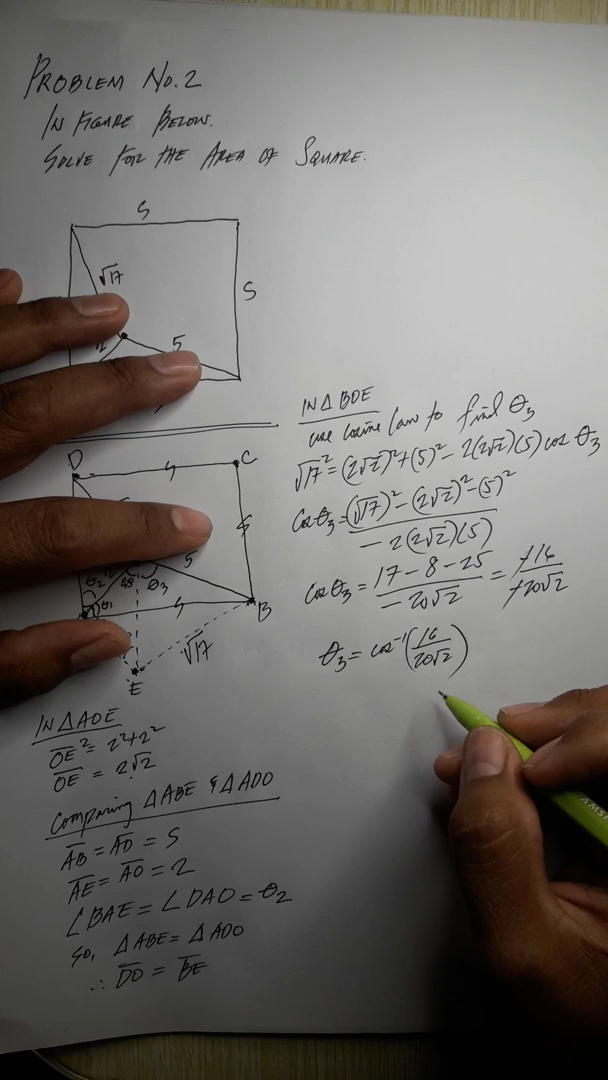 PROBLEM NO.2
IN FIGURE BELOW.
SOLVE FOR THE AREA OF SQUARE.
S
√17
S
2
5
D
C
5
θ2
θ1
45
θ3
B
√17
E
IN △AOE
OE² = 2²+2²
OE = 2√2
Comparing △ABE & △ADO
AB = AD = S
AE = AO = 2
∠BAE = ∠DAO = θ2
So, △ABE = △ADO
∴ DO = BE
IN △BOE
use cosine law to find θ3
√17² = (2√2)²+(5)² - 2(2√2)(5) cos θ3
Cos θ3 = (√17)² - (2√2)² - (5)² / -2(2√2)(5)
Cos θ3 = 17 - 8 - 25 / -20√2 = -16 / -20√2
θ3 = cos⁻¹(16 / 20√2)